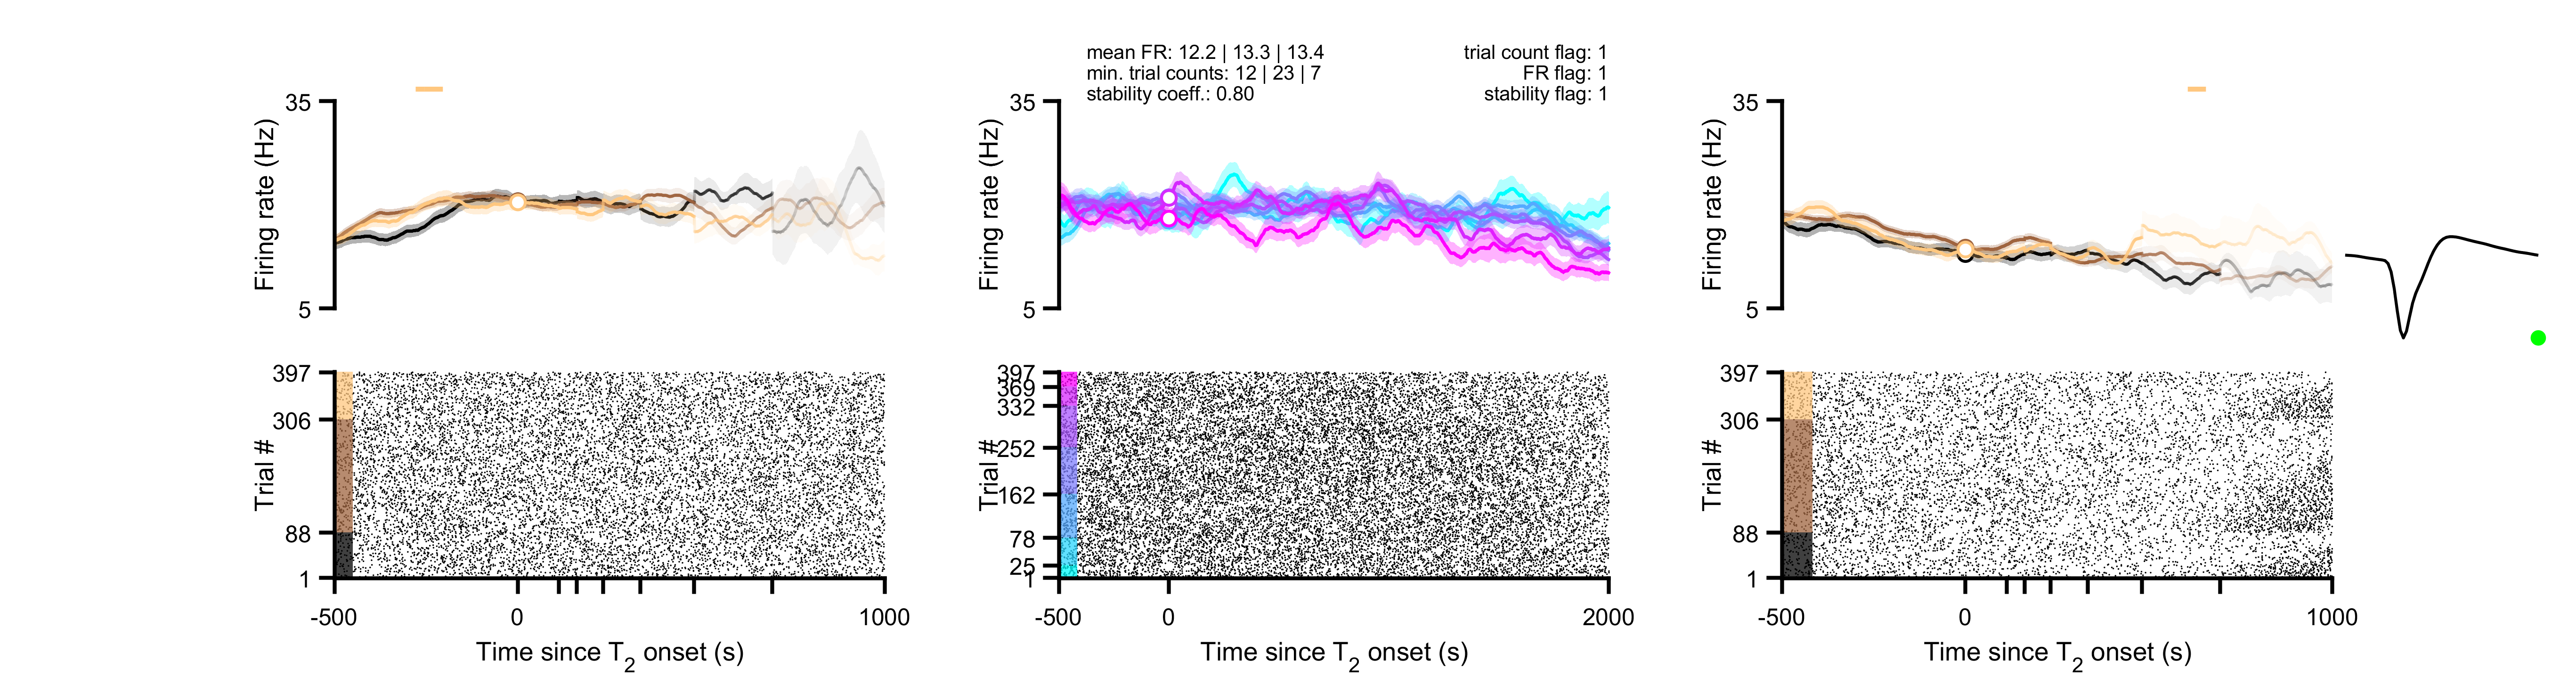 mean FR: 12.2 | 13.3 | 13.4
min. trial counts: 12 | 23 | 7
stability coeff.: 0.80
trial count flag: 1
FR flag: 1
stability flag: 1
35
5
Firing rate (Hz)
35
5
Firing rate (Hz)
35
5
Firing rate (Hz)
397
306
88
1
Trial #
-500
0
1000
Time since T2 onset (s)
397
369
332
252
162
78
25
1
Trial #
-500
0
2000
Time since T2 onset (s)
397
306
88
1
Trial #
-500
0
1000
Time since T2 onset (s)